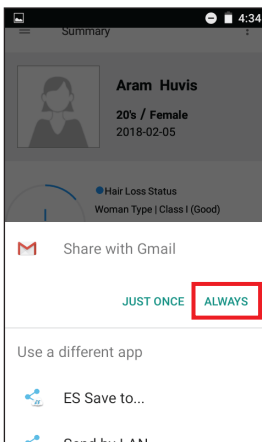 4:34
Summary
Aram Huvis
20's / Female
2018-02-05
Hair Loss Status
Woman Type | Class I (Good)
Share with Gmail
JUST ONCE ALWAYS
Use a different app
ES Save to...
Send by LAN